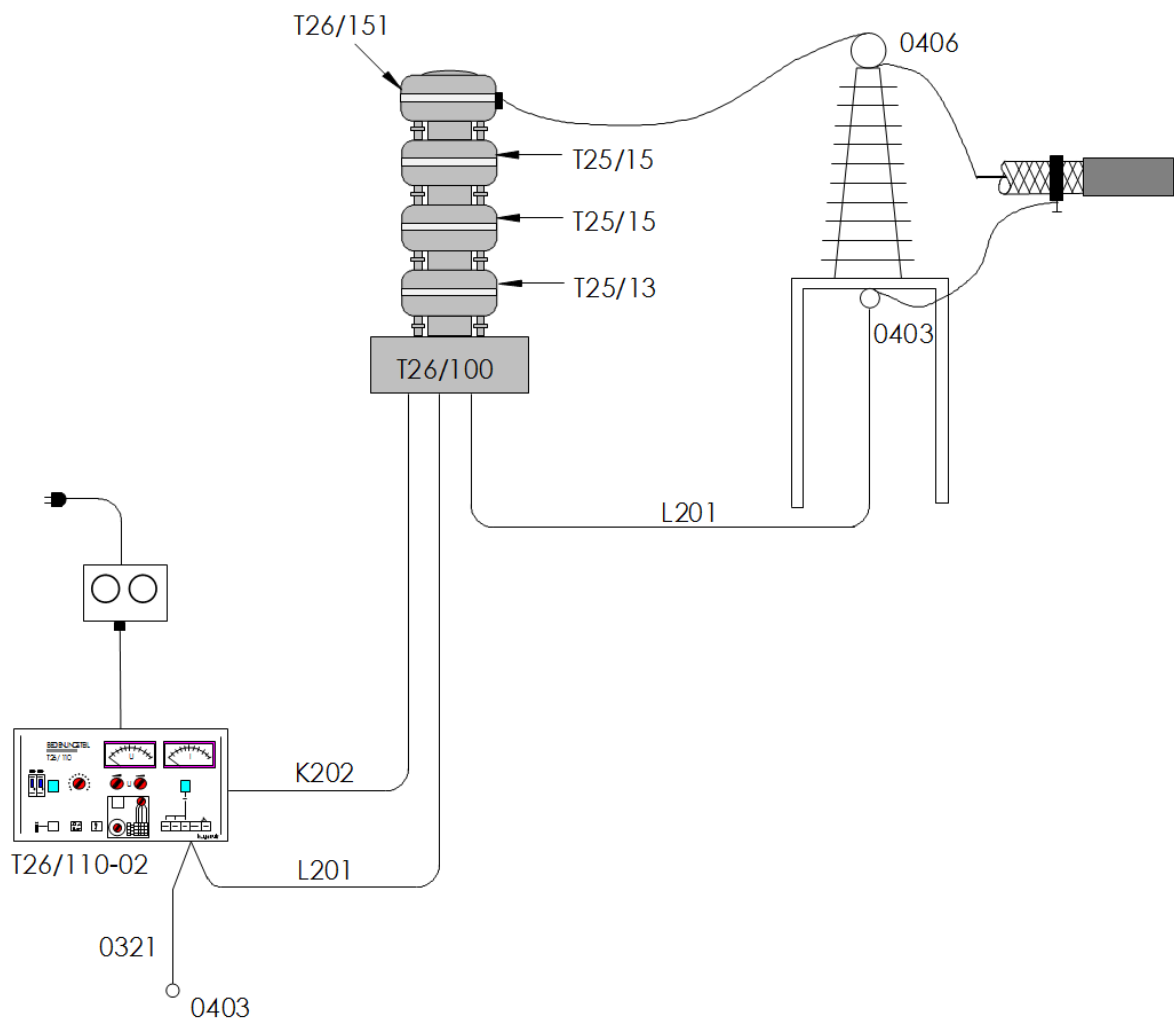 T26/151
0406
T25/15
T25/15
T25/13
0403
T26/100
L201
BEDIENUNGSTEIL
T26/ 110
U
I
U
K202
T26/110-02
L201
0321
0403